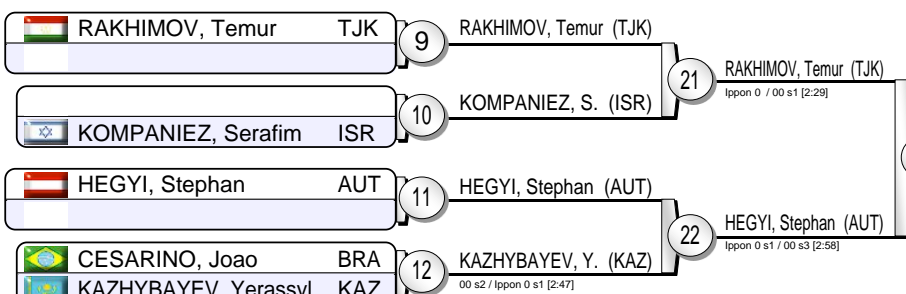 RAKHIMOV, Temur TJK
9
RAKHIMOV, Temur (TJK)
21
RAKHIMOV, Temur (TJK)
Ippon 0 / 00 s1 [2:29]
KOMPANIEZ, Serafim ISR
10
KOMPANIEZ, S. (ISR)
HEGYI, Stephan AUT
11
HEGYI, Stephan (AUT)
22
HEGYI, Stephan (AUT)
Ippon 0 s1 / 00 s3 [2:58]
CESARINO, Joao BRA
12
KAZHYBAYEV, Y. (KAZ)
00 s2 / Ippon 0 s1 [2:47]
KAZHYBAYEV, Yerassyl KAZ